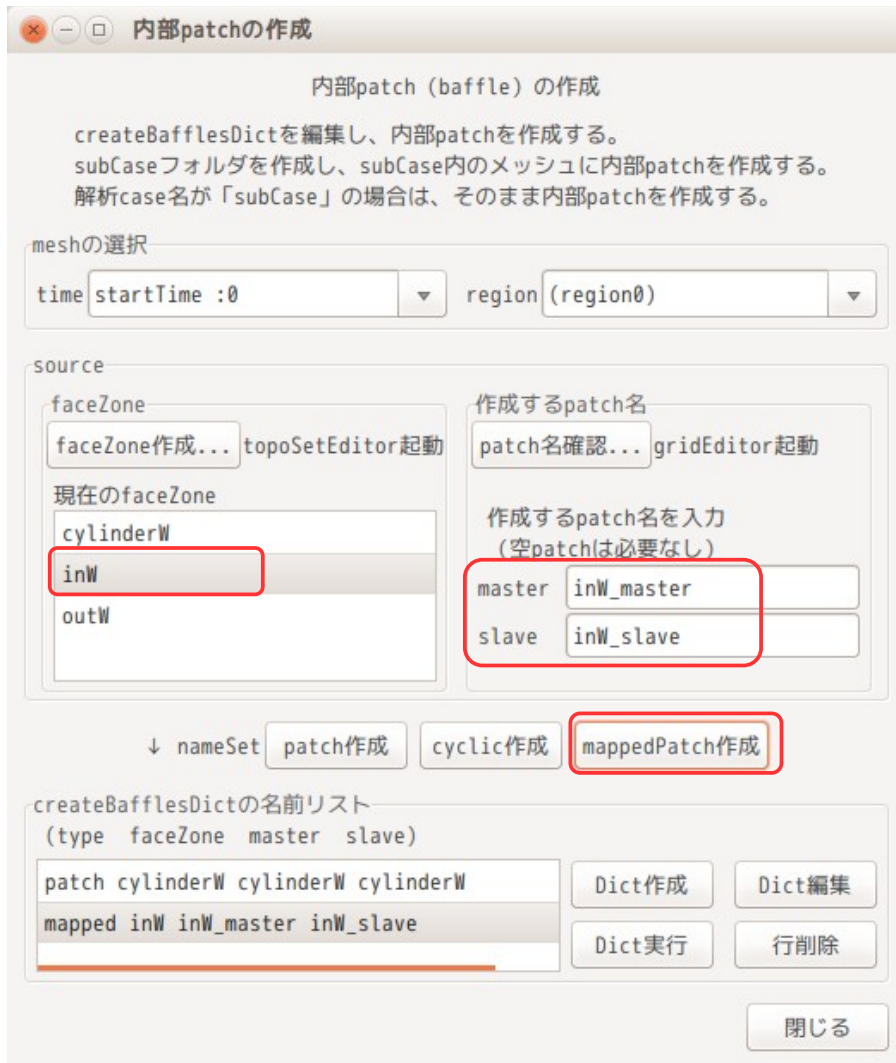 内部patchの作成
内部patch (baffle) の作成
createBafflesDictを編集し、内部patchを作成する。
subCaseフォルダを作成し、subCase内のメッシュに内部patchを作成する。
解析case名が「subCase」の場合は、そのまま内部patchを作成する。
meshの選択
time startTime :0 region (region0)
source
faceZone
faceZone作成... topoSetEditor起動
現在のfaceZone
cylinderW
inW
outW
作成するpatch名
patch名確認... gridEditor起動
作成するpatch名を入力
(空patchは必要なし)
master inW_master
slave inW_slave
↓ nameSet patch作成 cyclic作成 mappedPatch作成
createBafflesDictの名前リスト
(type faceZone master slave)
patch cylinderW cylinderW cylinderW
mapped inW inW_master inW_slave
Dict作成 Dict編集
Dict実行 行削除
閉じる